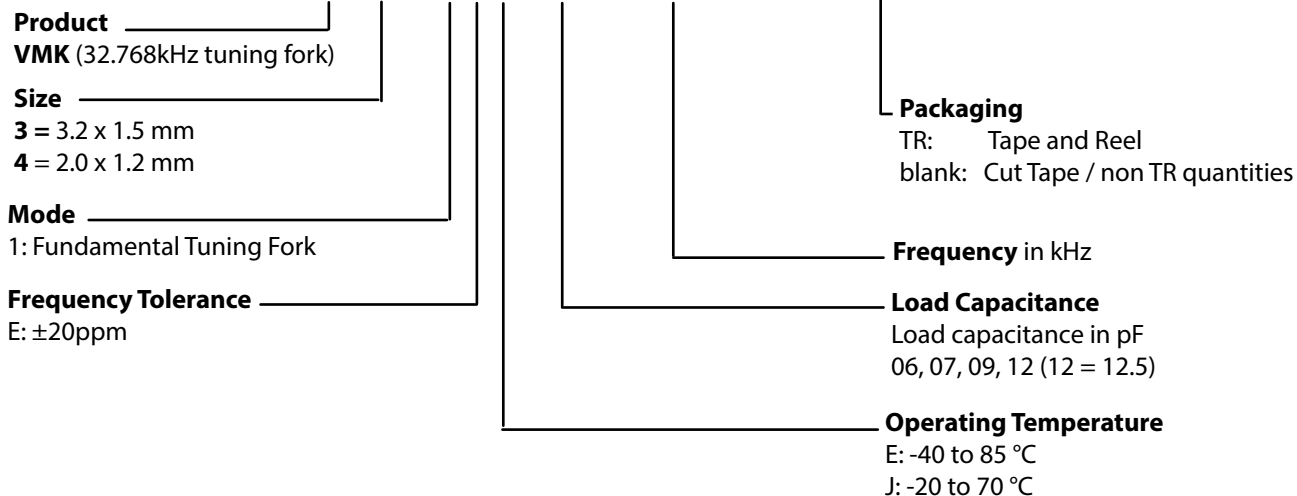 Product
VMK (32.768kHz tuning fork)
Size
3 = 3.2 x 1.5 mm
4 = 2.0 x 1.2 mm
Mode
1: Fundamental Tuning Fork
Frequency Tolerance
E: ±20ppm
Packaging
TR: Tape and Reel
blank: Cut Tape / non TR quantities
Frequency in kHz
Load Capacitance
Load capacitance in pF
06, 07, 09, 12 (12 = 12.5)
Operating Temperature
E: -40 to 85 °C
J: -20 to 70 °C